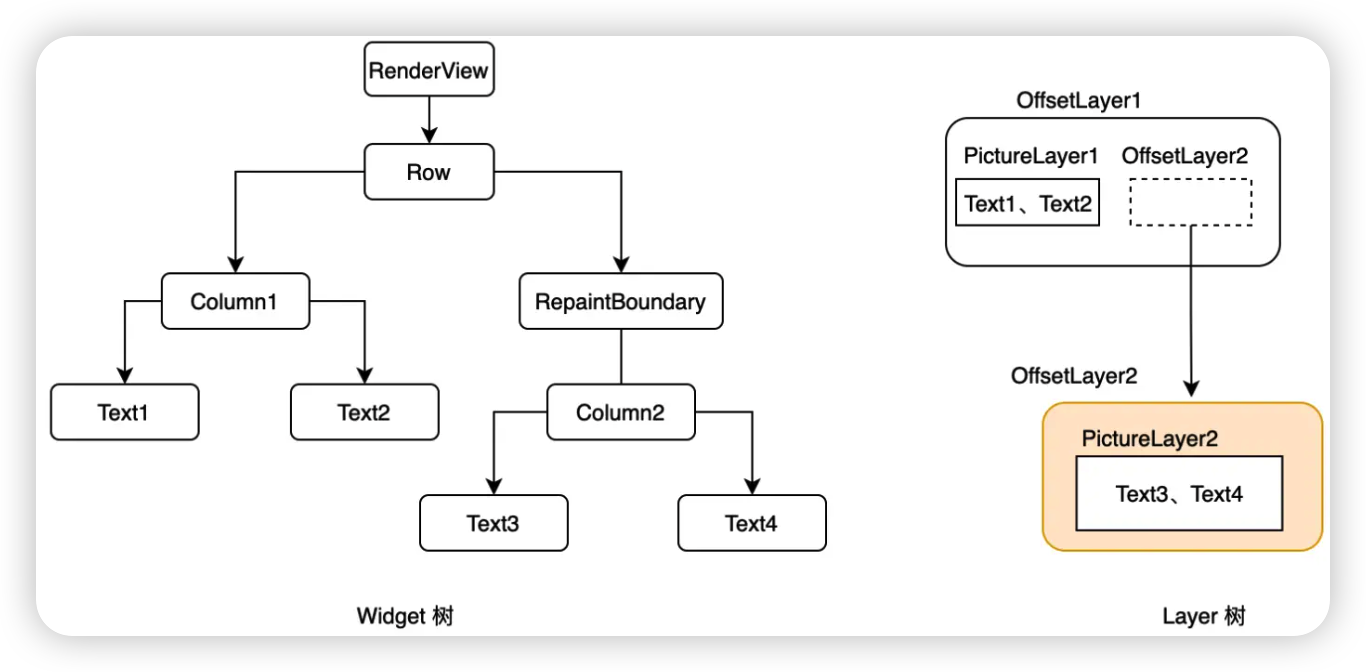 RenderView
Row
Column1
RepaintBoundary
Text1
Text2
Column2
Text3
Text4
Widget 树
OffsetLayer1
PictureLayer1
OffsetLayer2
Text1、Text2
OffsetLayer2
PictureLayer2
Text3、Text4
Layer 树